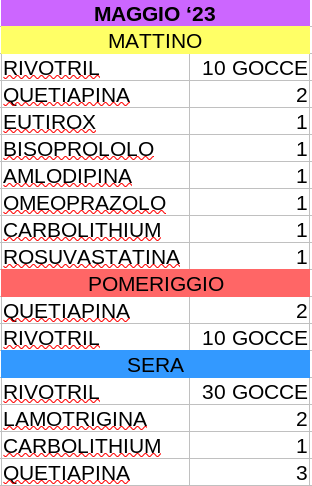 MAGGIO ‘23
MATTINO
RIVOTRIL 10 GOCCE
QUETIAPINA 2
EUTIROX 1
BISOPROLOLO 1
AMLODIPINA 1
OMEOPRAZOLO 1
CARBOLITHIUM 1
ROSUVASTATINA 1
POMERIGGIO
QUETIAPINA 2
RIVOTRIL 10 GOCCE
SERA
RIVOTRIL 30 GOCCE
LAMOTRIGINA 2
CARBOLITHIUM 1
QUETIAPINA 3